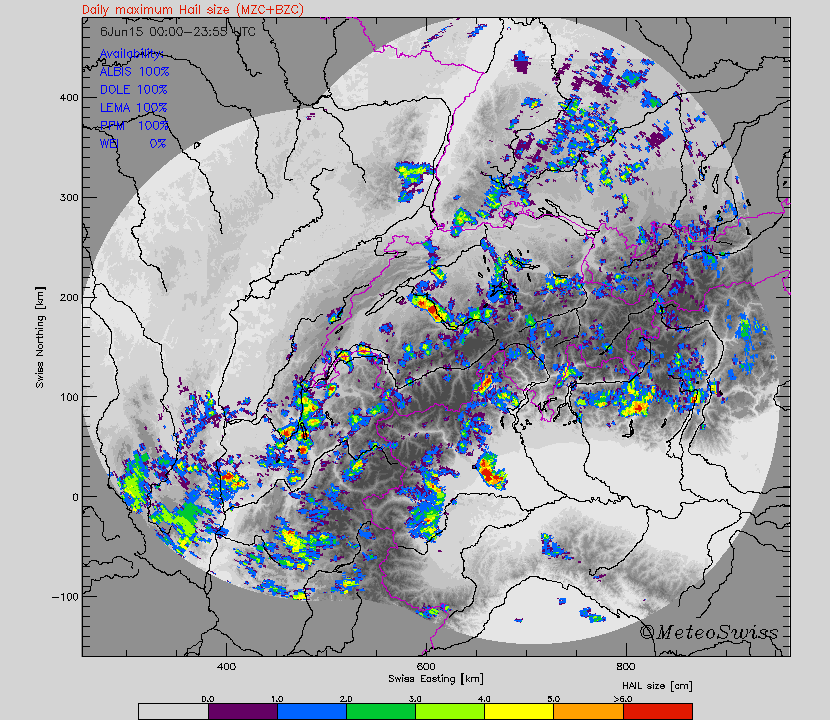 Daily maximum Hail size (MZC+BZC)
6Jun15 00:00-23:55 UTC
Availability:
ALBIS 100%
DOLE 100%
LEMA 100%
PPM 100%
WEI 0%
400
300
200
100
0
-100
Swiss Northing [km]
400
600
800
Swiss Easting [km]
©MeteoSwiss
HAIL size [cm]
0.0
1.0
2.0
3.0
4.0
5.0
>6.0